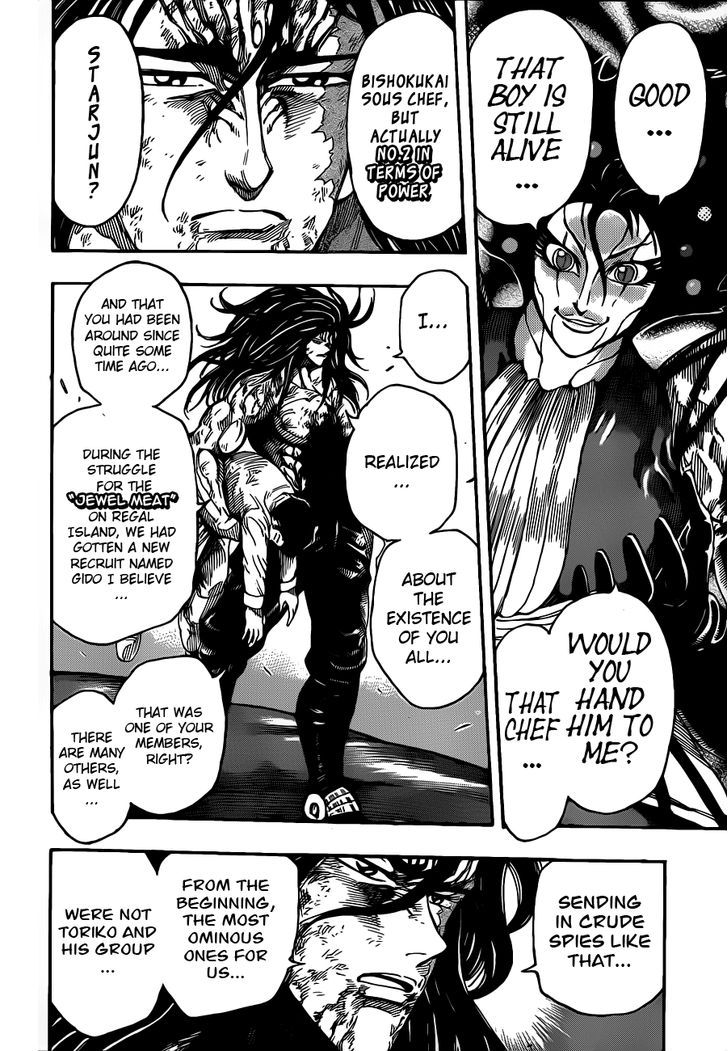 GOOD
...
THAT
BOY IS
STILL
ALIVE
...
THAT
CHEF
...
WOULD
YOU
HAND
HIM TO
ME?
BISHOKUKAI
SOUS CHEF,
BUT
ACTUALLY
NO.2 IN
TERMS OF
POWER
STARJUN?
I...
REALIZED
...
ABOUT
THE
EXISTENCE
OF YOU
ALL...
AND THAT
YOU HAD BEEN
AROUND SINCE
QUITE SOME
TIME AGO...
DURING THE
STRUGGLE
FOR THE
"JEWEL MEAT"
ON REGAL
ISLAND, WE HAD
GOTTEN A NEW
RECRUIT NAMED
GIDO I BELIEVE
...
THAT WAS
ONE OF YOUR
MEMBERS,
RIGHT?
THERE
ARE MANY
OTHERS,
AS WELL
...
SENDING
IN CRUDE
SPIES LIKE
THAT...
FROM THE
BEGINNING,
THE MOST
OMINOUS
ONES FOR
US...
WERE NOT
TORIKO AND
HIS GROUP
...